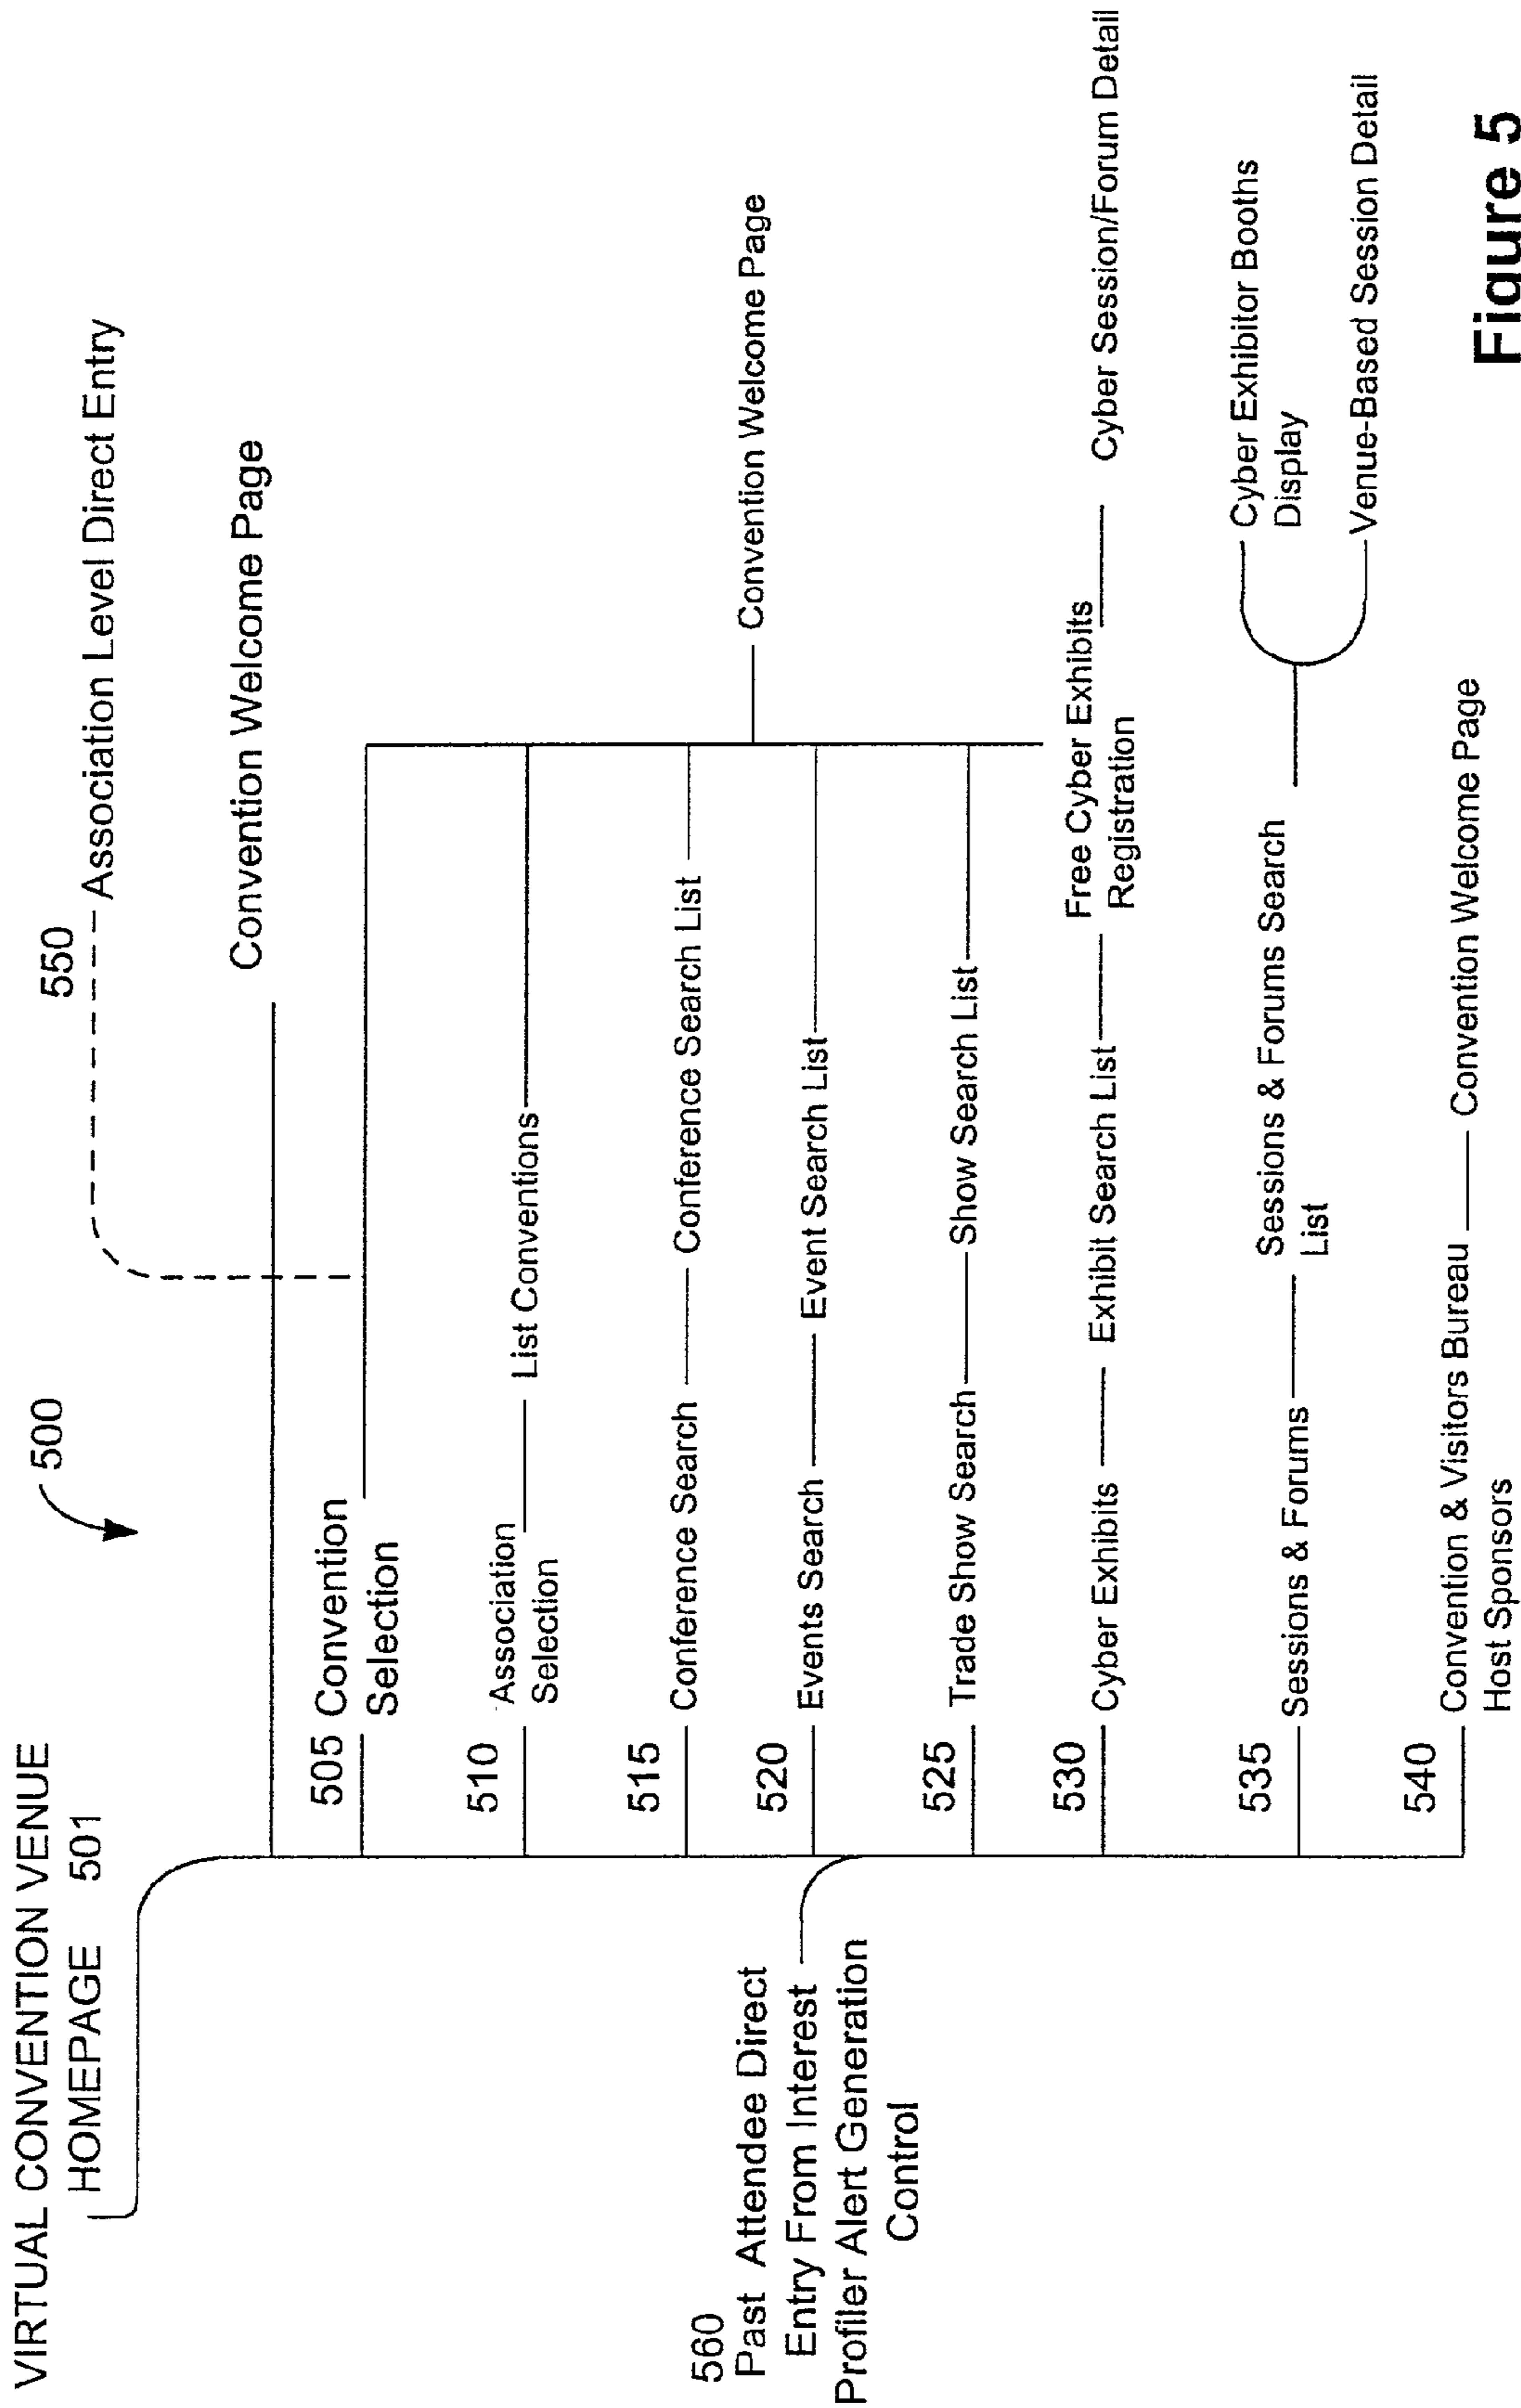 VIRTUAL CONVENTION VENUE
HOMEPAGE 501
500
550
Association Level Direct Entry
Convention Welcome Page
505 Convention
Selection
510
Association
Selection
List Conventions
515
Conference Search
Conference Search List
Convention Welcome Page
520
Events Search
Event Search List
525
Trade Show Search
Show Search List
530
Cyber Exhibits
Exhibit Search List
Free Cyber Exhibits
Registration
Cyber Session/Forum Detail
535
Sessions & Forums
Sessions & Forums Search
List
Cyber Exhibitor Booths
Display
Venue-Based Session Detail
540
Convention & Visitors Bureau
Host Sponsors
Convention Welcome Page
560
Past Attendee Direct
Entry From Interest
Profiler Alert Generation
Control
Figure 5